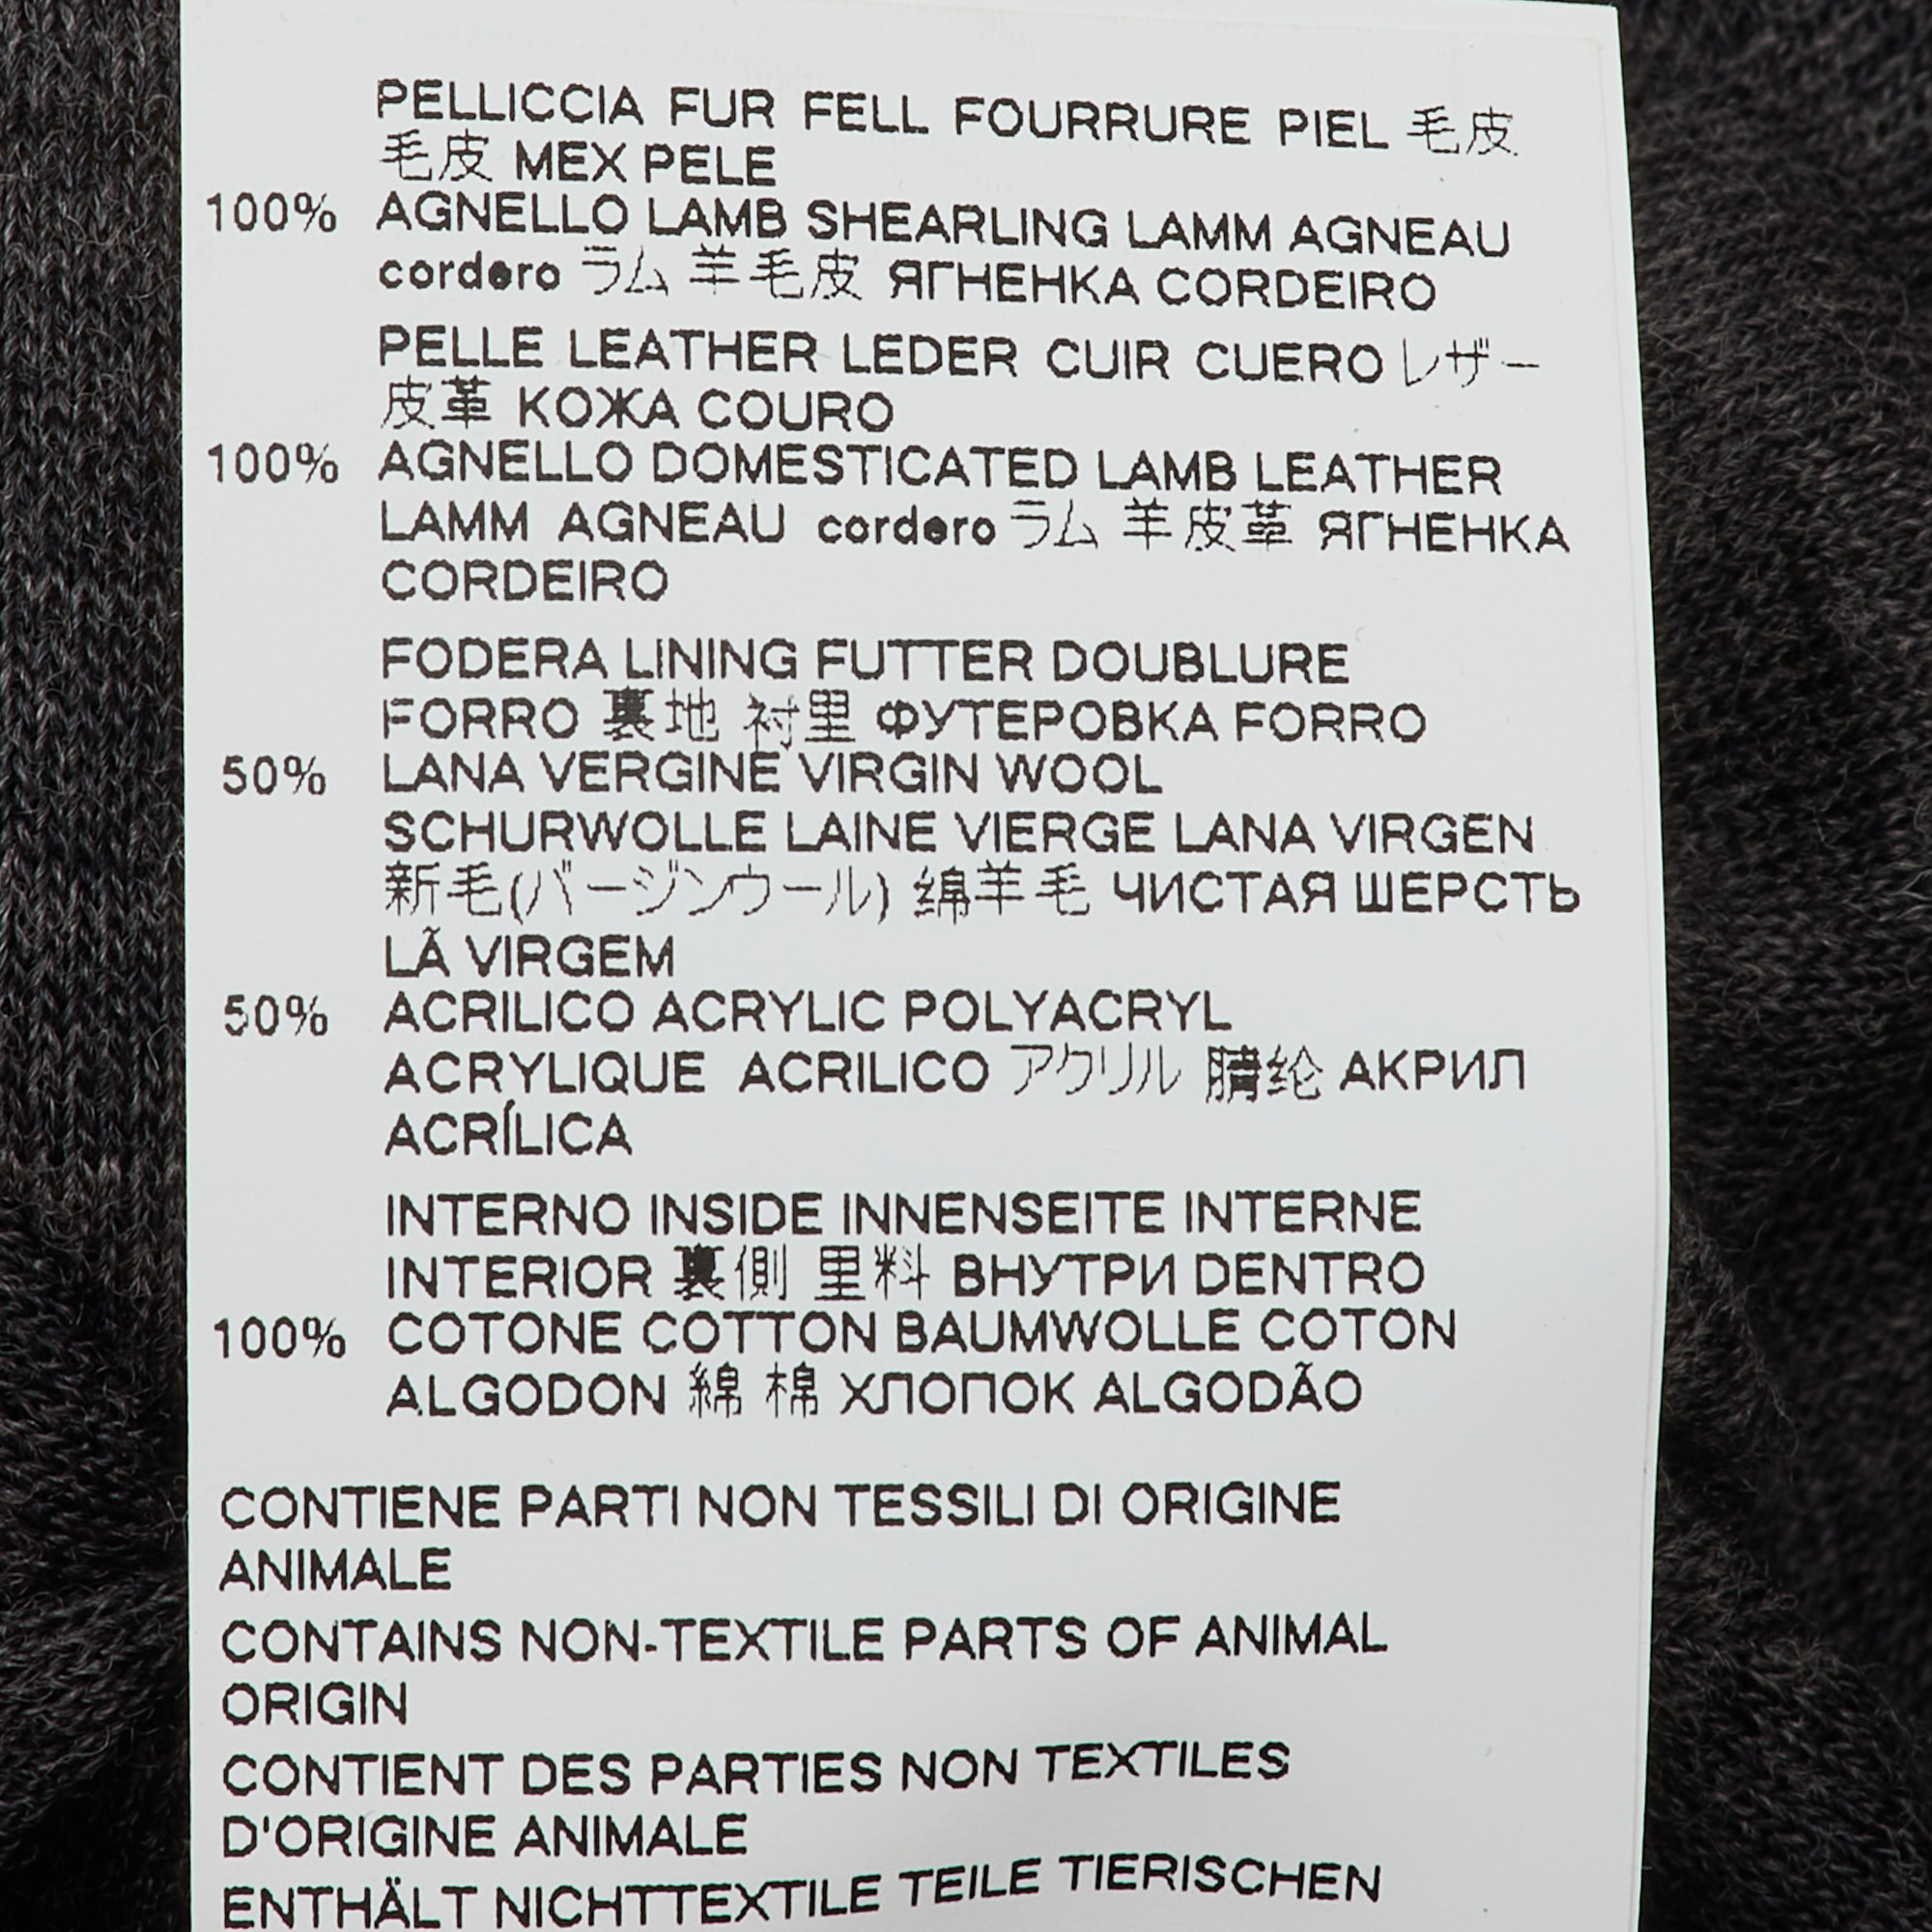 PELLICCIA FUR FELL FOURRURE PIEL 毛皮
毛皮 МЕХ PELE
100% AGNELLO LAMB SHEARLING LAMM AGNEAU
cordero ラム 羊毛皮 ЯГНЕНКА CORDEIRO
PELLE LEATHER LEDER CUIR CUERO レザー
皮革 КОЖА COURO
100% AGNELLO DOMESTICATED LAMB LEATHER
LAMM AGNEAU cordero ラム 羊皮革 ЯГНЕНКА
CORDEIRO
FODERA LINING FUTTER DOUBLURE
FORRO 裏地 衬里 ФУТЕРОВКА FORRO
50% LANA VERGINE VIRGIN WOOL
SCHURWOLLE LAINE VIERGE LANA VIRGEN
新毛(バージンウール) 绵羊毛 ЧИСТАЯ ШЕРСТЬ
LÃ VIRGEM
50% ACRILICO ACRYLIC POLYACRYL
ACRYLIQUE ACRILICO アクリル 腈纶 АКРИЛ
ACRÍLICA
INTERNO INSIDE INNENSEITE INTERNE
INTERIOR 裏側 里料 ВНУТРИ DENTRO
100% COTONE COTTON BAUMWOLLE COTON
ALGODON 綿 棉 ХЛОПОК ALGODÃO
CONTIENE PARTI NON TESSILI DI ORIGINE
ANIMALE
CONTAINS NON-TEXTILE PARTS OF ANIMAL
ORIGIN
CONTIENT DES PARTIES NON TEXTILES
D'ORIGINE ANIMALE
ENTHÄLT NICHTTEXTILE TEILE TIERISCHEN